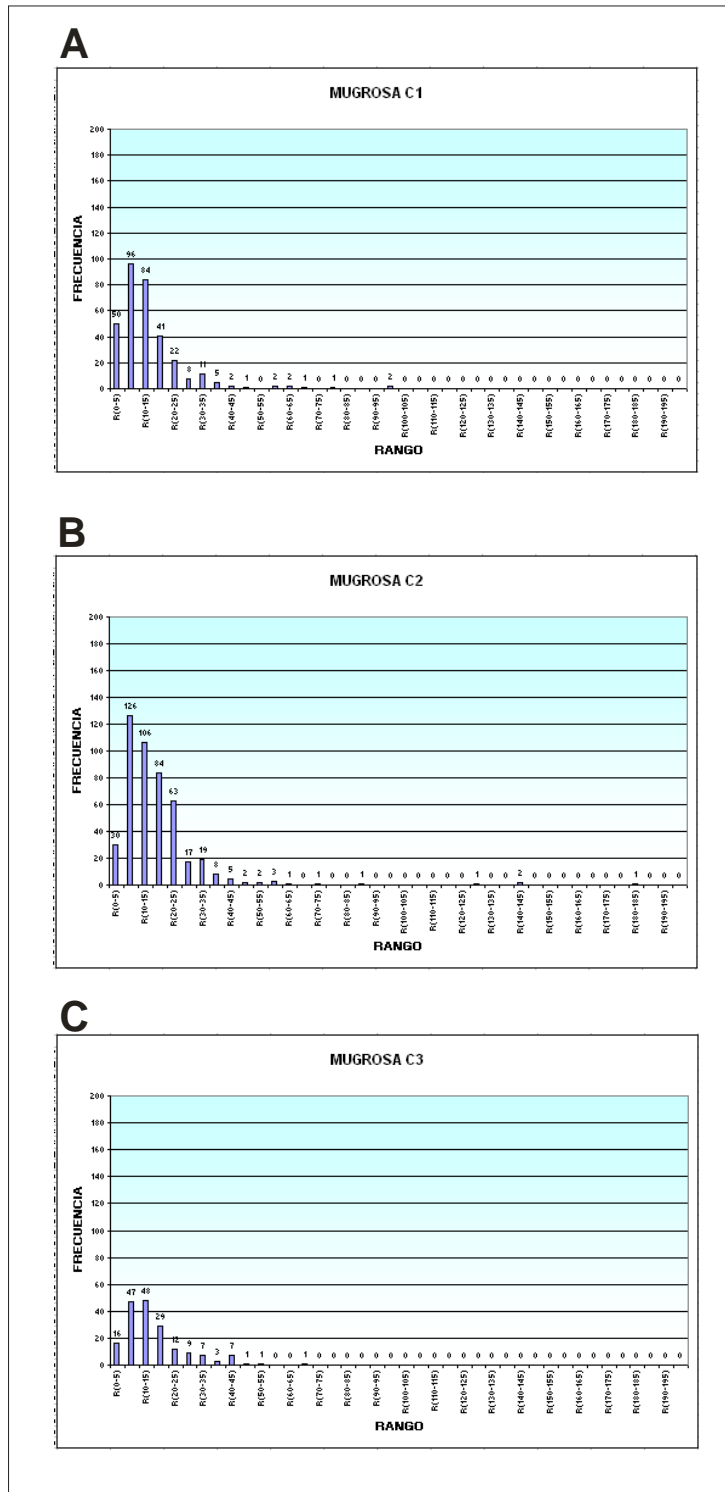 A
MUGROSA C1
200
180
160
140
120
100
80
60
40
20
0
FRECUENCIA
50 96 84 41 22 8 11 5 2 1 0 2 2 1 0 1 0 0 0 2 0 0 0 0 0 0 0 0 0 0 0 0 0 0 0 0 0 0 0 0
R(0-5) R(10-15) R(20-25) R(30-35) R(40-45) R(50-55) R(60-65) R(70-75) R(80-85) R(90-95) R(100-105) R(110-115) R(120-125) R(130-135) R(140-145) R(150-155) R(160-165) R(170-175) R(180-185) R(190-195)
RANGO
B
MUGROSA C2
200
180
160
140
120
100
80
60
40
20
0
FRECUENCIA
30 126 106 84 63 17 19 8 5 2 2 3 1 0 1 0 0 1 0 0 0 0 0 0 0 1 0 0 2 0 0 0 0 0 0 0 1 0 0 0
R(0-5) R(10-15) R(20-25) R(30-35) R(40-45) R(50-55) R(60-65) R(70-75) R(80-85) R(90-95) R(100-105) R(110-115) R(120-125) R(130-135) R(140-145) R(150-155) R(160-165) R(170-175) R(180-185) R(190-195)
RANGO
C
MUGROSA C3
200
180
160
140
120
100
80
60
40
20
0
FRECUENCIA
16 47 48 29 12 9 7 3 7 1 1 0 0 1 0 0 0 0 0 0 0 0 0 0 0 0 0 0 0 0 0 0 0 0 0 0 0 0 0 0
R(0-5) R(10-15) R(20-25) R(30-35) R(40-45) R(50-55) R(60-65) R(70-75) R(80-85) R(90-95) R(100-105) R(110-115) R(120-125) R(130-135) R(140-145) R(150-155) R(160-165) R(170-175) R(180-185) R(190-195)
RANGO